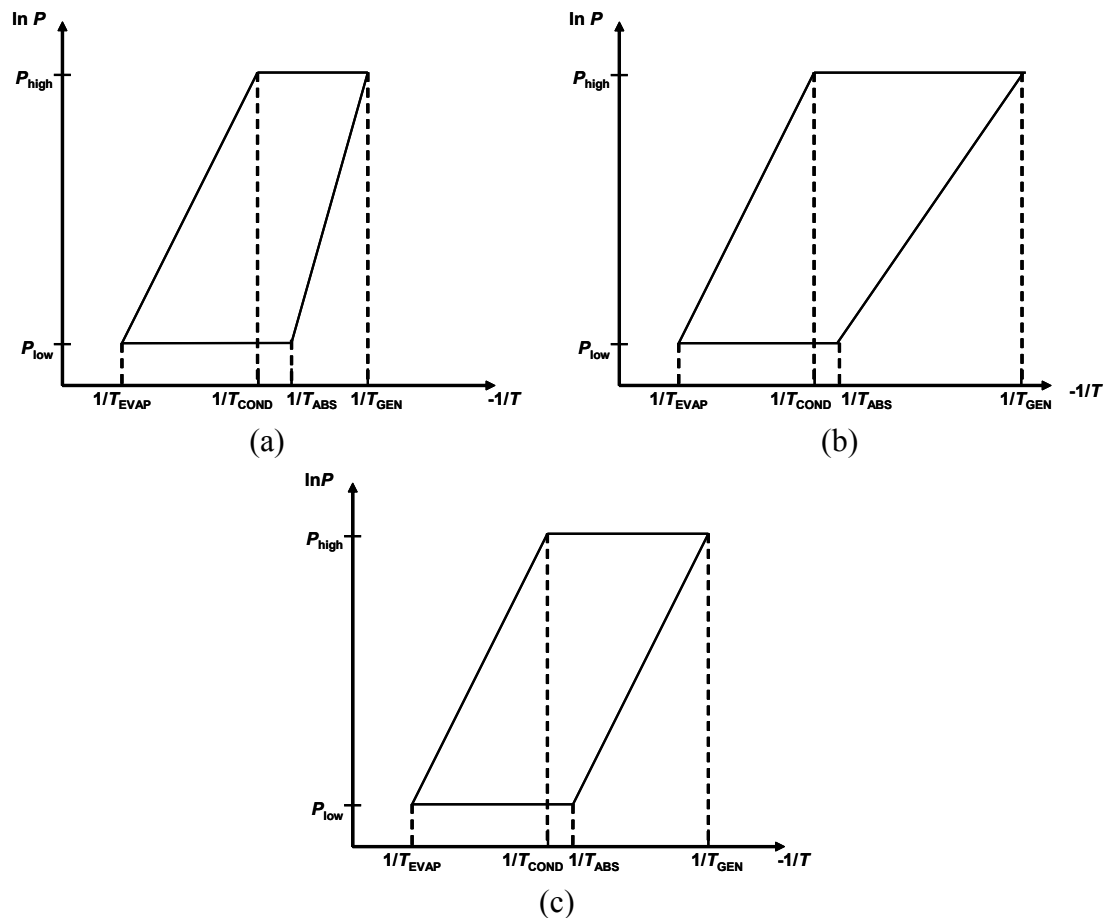 ln P
P_high
P_low
1/T_EVAP 1/T_COND 1/T_ABS 1/T_GEN -1/T
(a)
ln P
P_high
P_low
1/T_EVAP 1/T_COND 1/T_ABS 1/T_GEN -1/T
(b)
lnP
P_high
P_low
1/T_EVAP 1/T_COND 1/T_ABS 1/T_GEN -1/T
(c)